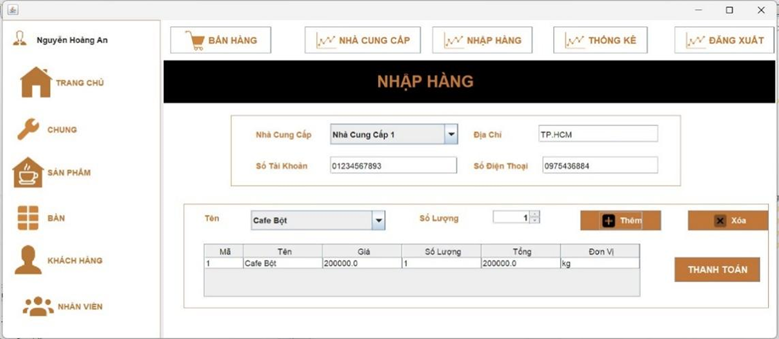 Nguyễn Hoàng An
BÁN HÀNG
NHÀ CUNG CẤP
NHẬP HÀNG
THỐNG KÊ
ĐĂNG XUẤT
TRANG CHỦ
CHUNG
SẢN PHẨM
BÀN
KHÁCH HÀNG
NHÂN VIÊN
NHẬP HÀNG
Nhà Cung Cấp Nhà Cung Cấp 1 Địa Chỉ TP.HCM
Số Tài Khoản 01234567893 Số Điện Thoại 0975436884
Tên Cafe Bột Số Lượng 1 Thêm Xóa
Mã Tên Giá Số Lượng Tổng Đơn Vị
1 Cafe Bột 200000.0 1 200000.0 kg
THANH TOÁN